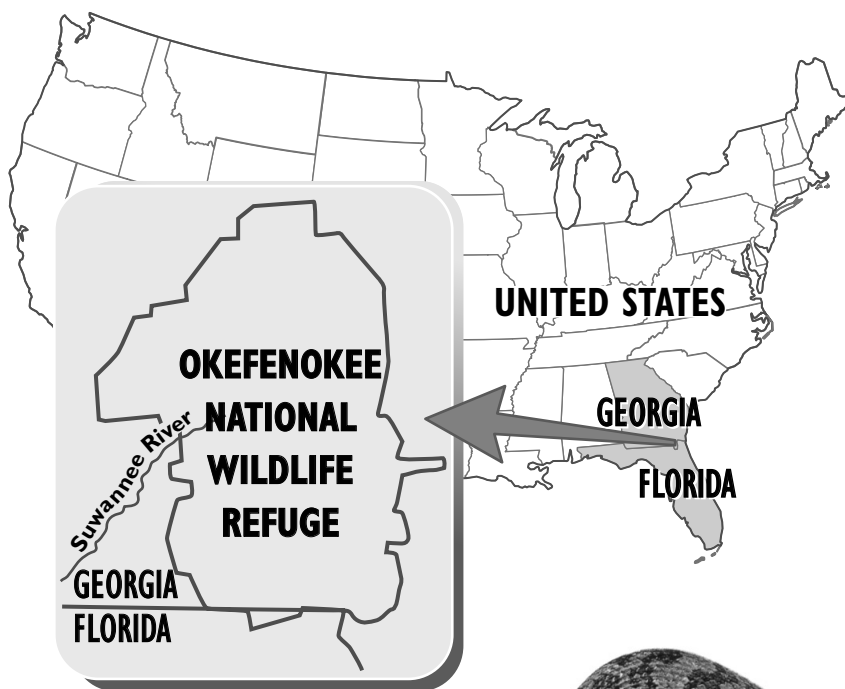 UNITED STATES
OKEFENOKEE
NATIONAL
WILDLIFE
REFUGE
Suwannee River
GEORGIA
FLORIDA
GEORGIA
FLORIDA